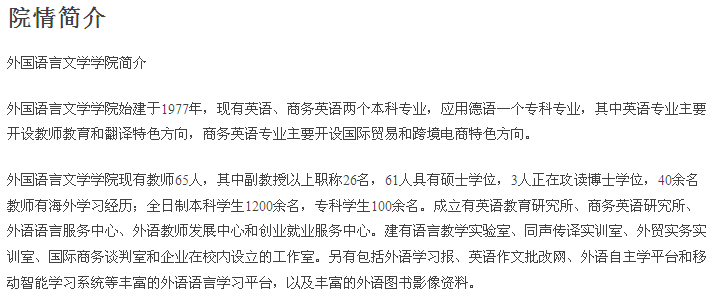 院情简介
外国语言文学学院简介
外国语言文学学院始建于1977年，现有英语、商务英语两个本科专业，应用德语一个专科专业，其中英语专业主要
开设教师教育和翻译特色方向，商务英语专业主要开设国际贸易和跨境电商特色方向。
外国语言文学学院现有教师65人，其中副教授以上职称26名，61人具有硕士学位，3人正在攻读博士学位，40余名
教师有海外学习经历；全日制本科学生1200余名，专科学生100余名。成立有英语教育研究所、商务英语研究所、
外语语言服务中心、外语教师发展中心和创业就业服务中心。建有语言教学实验室、同声传译实训室、外贸实务实
训室、国际商务谈判室和企业在校内设立的工作室。另有包括外语学习报、英语作文批改网、外语自主学平台和移
动智能学习系统等丰富的外语语言学习平台，以及丰富的外语图书影像资料。